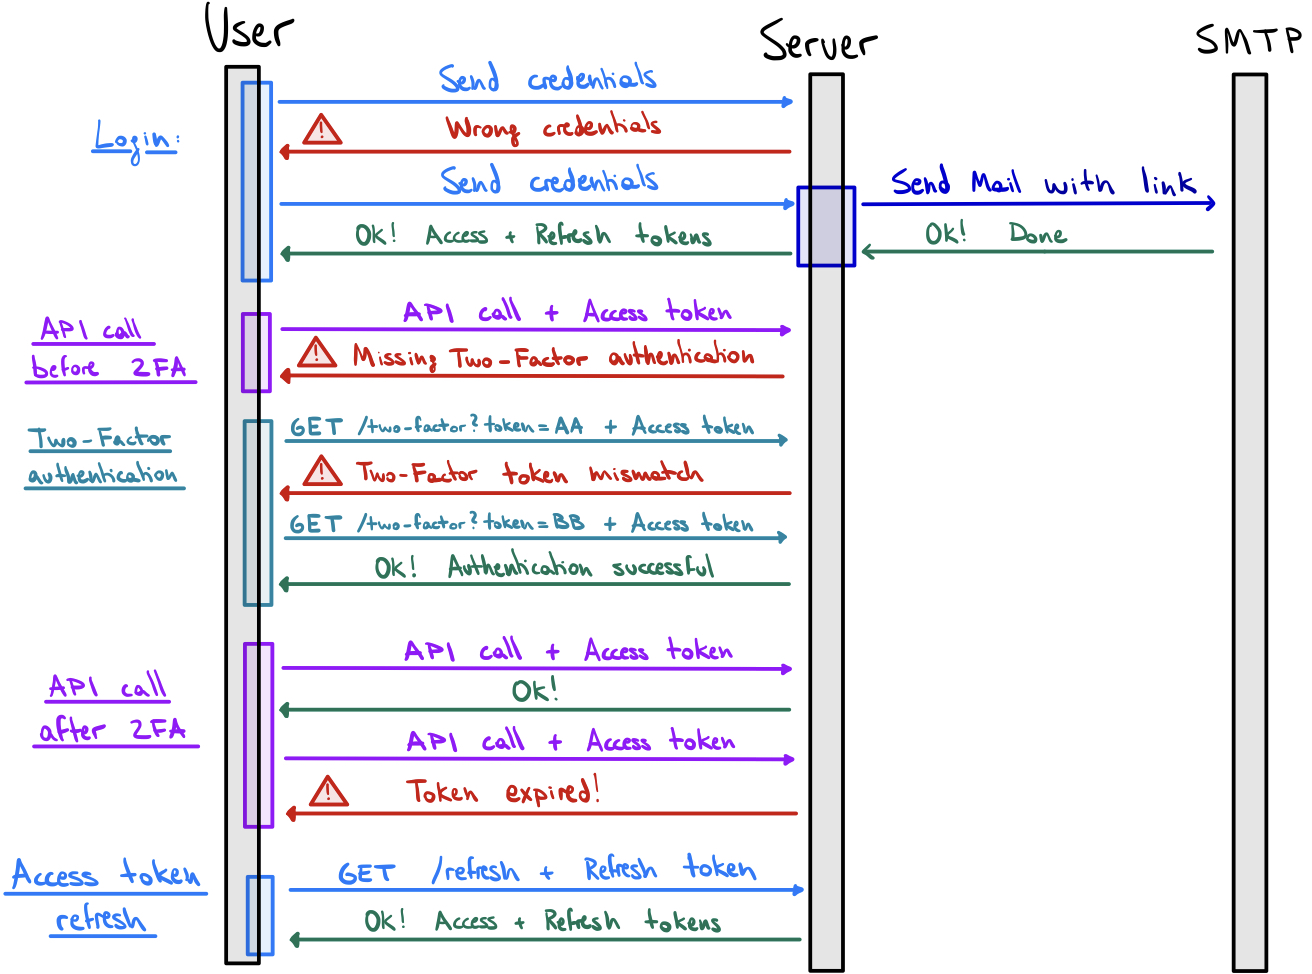 User
Server
SMTP
Login:
Send credentials
! Wrong credentials
Send credentials
Send Mail with link
Ok! Access + Refresh tokens
Ok! Done
API call
before 2FA
API call + Access token
! Missing Two-Factor authentication
Two-Factor
authentication
GET /two-factor?token=AA + Access token
! Two-Factor token mismatch
GET /two-factor?token=BB + Access token
Ok! Authentication successful
API call
after 2FA
API call + Access token
Ok!
API call + Access token
! Token expired!
Access token
refresh
GET /refresh + Refresh token
Ok! Access + Refresh tokens